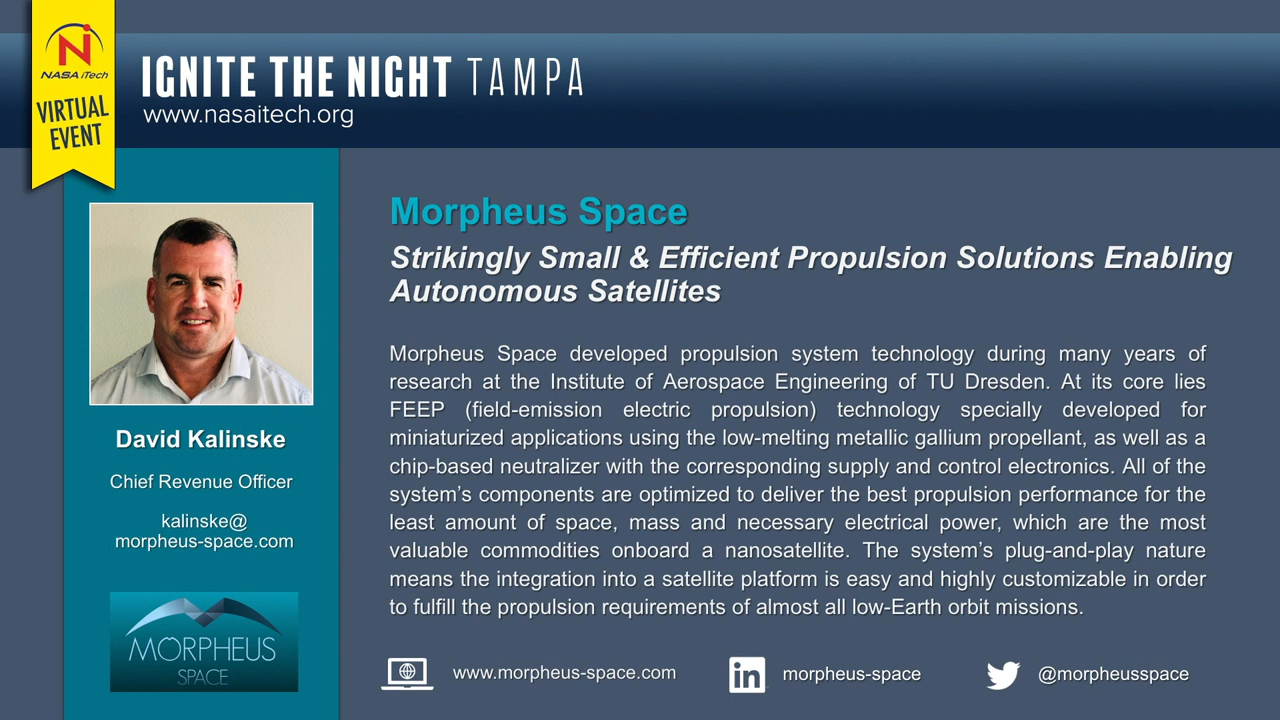 NASA iTech
VIRTUAL
EVENT
IGNITE THE NIGHT TAMPA
www.nasaitech.org
David Kalinske
Chief Revenue Officer
kalinske@
morpheus-space.com
MORPHEUS
SPACE
Morpheus Space
Strikingly Small & Efficient Propulsion Solutions Enabling
Autonomous Satellites
Morpheus Space developed propulsion system technology during many years of
research at the Institute of Aerospace Engineering of TU Dresden. At its core lies
FEEP (field-emission electric propulsion) technology specially developed for
miniaturized applications using the low-melting metallic gallium propellant, as well as a
chip-based neutralizer with the corresponding supply and control electronics. All of the
system’s components are optimized to deliver the best propulsion performance for the
least amount of space, mass and necessary electrical power, which are the most
valuable commodities onboard a nanosatellite. The system’s plug-and-play nature
means the integration into a satellite platform is easy and highly customizable in order
to fulfill the propulsion requirements of almost all low-Earth orbit missions.
www.morpheus-space.com
in
morpheus-space
@morpheusspace